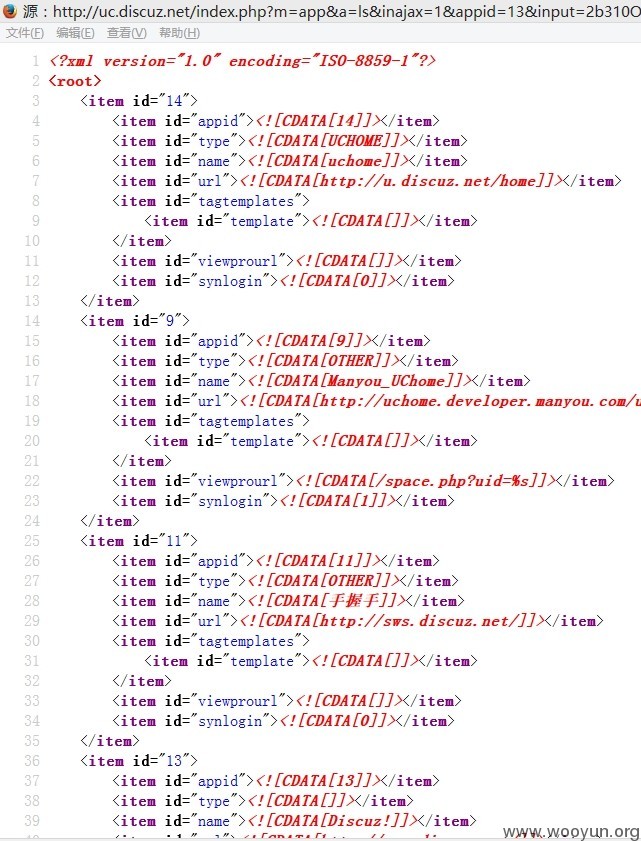 源：http://uc.discuz.net/index.php?m=app&a=ls&inajax=1&appid=13&input=2b310O
文件(F) 编辑(E) 查看(V) 帮助(H)
1 <?xml version="1.0" encoding="ISO-8859-1"?>
2 <root>
3 <item id="14">
4 <item id="appid"><![CDATA[14]]></item>
5 <item id="type"><![CDATA[UCHOME]]></item>
6 <item id="name"><![CDATA[uchome]]></item>
7 <item id="url"><![CDATA[http://u.discuz.net/home]]></item>
8 <item id="tagtemplates">
9 <item id="template"><![CDATA[]]></item>
10 </item>
11 <item id="viewprourl"><![CDATA[]]></item>
12 <item id="synlogin"><![CDATA[0]]></item>
13 </item>
14 <item id="9">
15 <item id="appid"><![CDATA[9]]></item>
16 <item id="type"><![CDATA[OTHER]]></item>
17 <item id="name"><![CDATA[Manyou_UChome]]></item>
18 <item id="url"><![CDATA[http://uchome.developer.manyou.com/u
19 <item id="tagtemplates">
20 <item id="template"><![CDATA[]]></item>
21 </item>
22 <item id="viewprourl"><![CDATA[/space.php?uid=%s]]></item>
23 <item id="synlogin"><![CDATA[1]]></item>
24 </item>
25 <item id="11">
26 <item id="appid"><![CDATA[11]]></item>
27 <item id="type"><![CDATA[OTHER]]></item>
28 <item id="name"><![CDATA[手握手]]></item>
29 <item id="url"><![CDATA[http://sws.discuz.net/]]></item>
30 <item id="tagtemplates">
31 <item id="template"><![CDATA[]]></item>
32 </item>
33 <item id="viewprourl"><![CDATA[]]></item>
34 <item id="synlogin"><![CDATA[0]]></item>
35 </item>
36 <item id="13">
37 <item id="appid"><![CDATA[13]]></item>
38 <item id="type"><![CDATA[]]></item>
39 <item id="name"><![CDATA[Discuz!]]></item>
www.wooyun.org